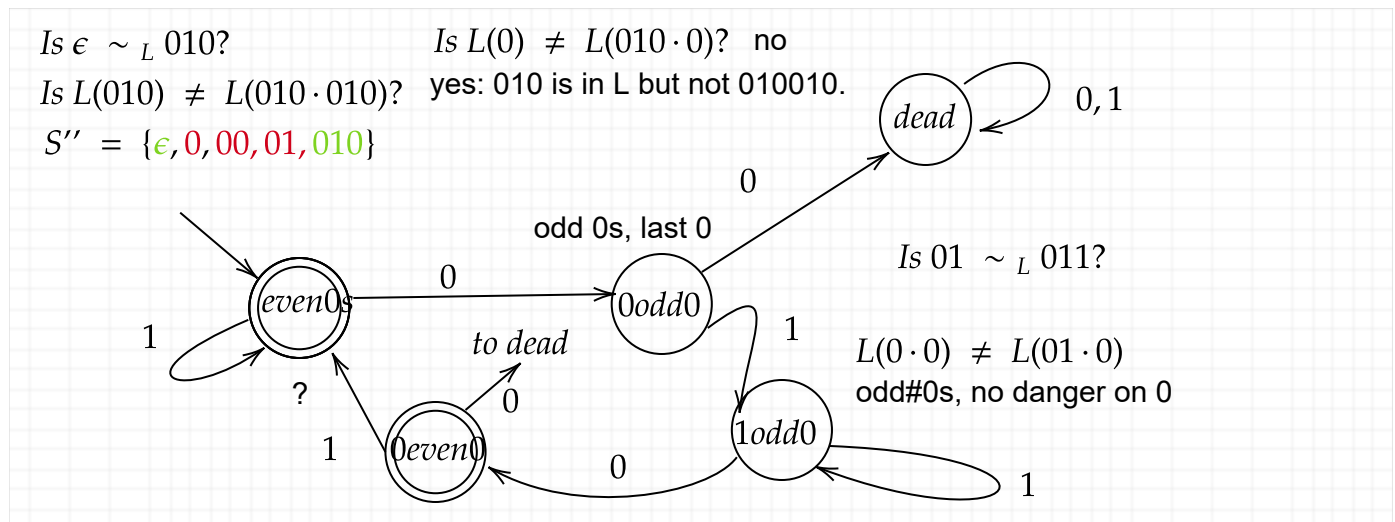 Is ϵ ∼ L 010?
Is L(0) ≠ L(010·0)? no
Is L(010) ≠ L(010·010)?
yes: 010 is in L but not 010010.
S′′ = {ϵ, 0, 00, 01, 010}
dead
0, 1
0
odd 0s, last 0
Is 01 ∼ L 011?
even0s
0
0odd0
1
1
to dead
L(0·0) ≠ L(01·0)
odd#0s, no danger on 0
?
0
1odd0
1
0even0
0
1